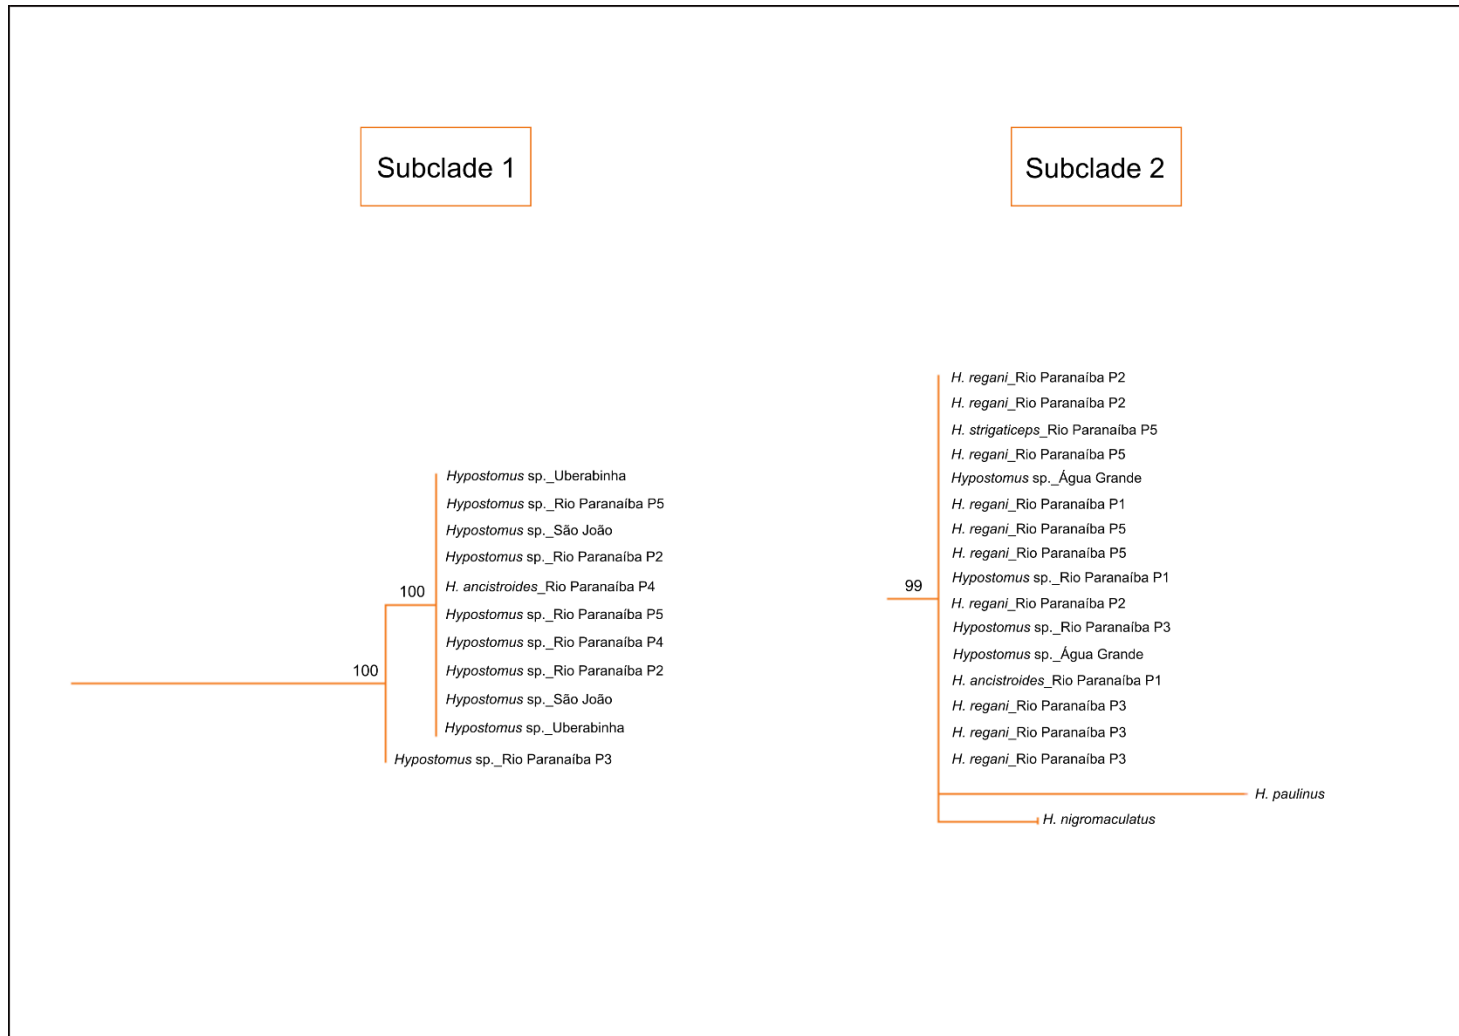 Subclade 1
Hypostomus sp._Uberabinha
Hypostomus sp._Rio Paranaíba P5
Hypostomus sp._São João
Hypostomus sp._Rio Paranaíba P2
H. ancistroides_Rio Paranaíba P4
Hypostomus sp._Rio Paranaíba P5
Hypostomus sp._Rio Paranaíba P4
Hypostomus sp._Rio Paranaíba P2
Hypostomus sp._São João
Hypostomus sp._Uberabinha
Hypostomus sp._Rio Paranaíba P3
100
100
Subclade 2
H. regani_Rio Paranaíba P2
H. regani_Rio Paranaíba P2
H. strigaticeps_Rio Paranaíba P5
H. regani_Rio Paranaíba P5
Hypostomus sp._Água Grande
H. regani_Rio Paranaíba P1
H. regani_Rio Paranaíba P5
H. regani_Rio Paranaíba P5
Hypostomus sp._Rio Paranaíba P1
H. regani_Rio Paranaíba P2
Hypostomus sp._Rio Paranaíba P3
Hypostomus sp._Água Grande
H. ancistroides_Rio Paranaíba P1
H. regani_Rio Paranaíba P3
H. regani_Rio Paranaíba P3
H. regani_Rio Paranaíba P3
H. paulinus
H. nigromaculatus
99